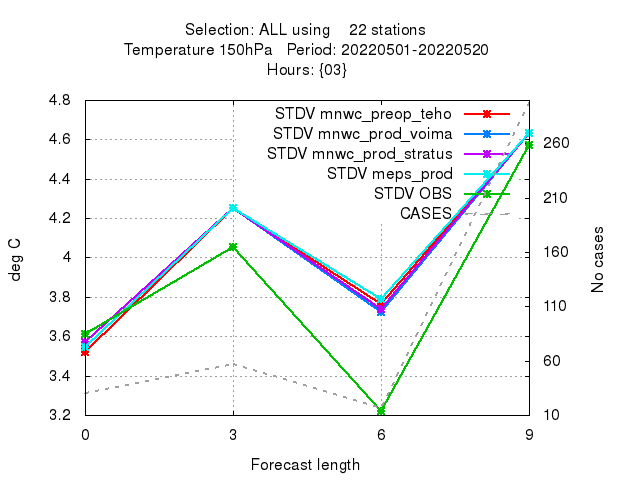 Selection: ALL using 22 stations
Temperature 150hPa Period: 20220501-20220520
Hours: {03}
STDV mnwc_preop_teho
STDV mnwc_prod_voima
STDV mnwc_prod_stratus
STDV meps_prod
STDV OBS
CASES
4.8
4.6
4.4
4.2
4
3.8
3.6
3.4
3.2
deg C
260
210
160
110
60
10
No cases
0 3 6 9
Forecast length